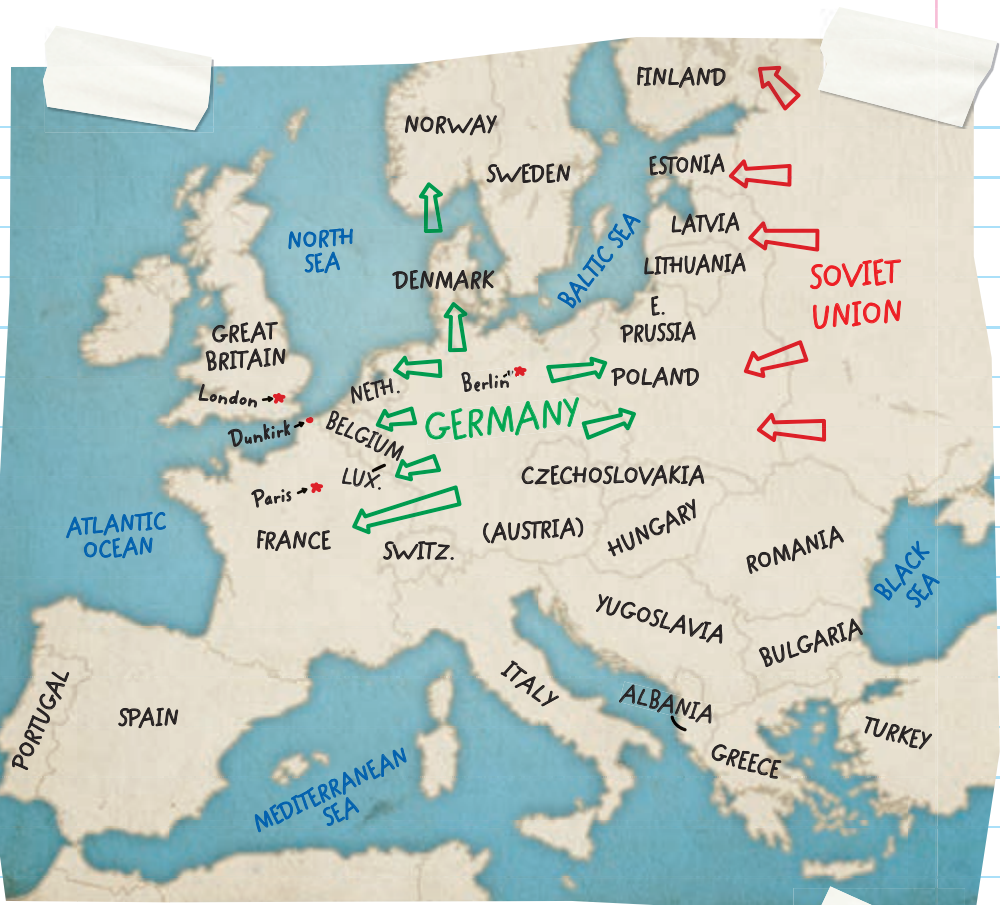 FINLAND
NORWAY
SWEDEN
ESTONIA
LATVIA
NORTH
SEA
BALTIC SEA
LITHUANIA
SOVIET
UNION
DENMARK
E.
PRUSSIA
GREAT
BRITAIN
London
NETH.
Berlin
POLAND
Dunkirk
BELGIUM
GERMANY
LUX.
CZECHOSLOVAKIA
Paris
ATLANTIC
OCEAN
FRANCE
SWITZ.
(AUSTRIA)
HUNGARY
ROMANIA
BLACK
SEA
YUGOSLAVIA
BULGARIA
PORTUGAL
SPAIN
ITALY
ALBANIA
TURKEY
GREECE
MEDITERRANEAN
SEA